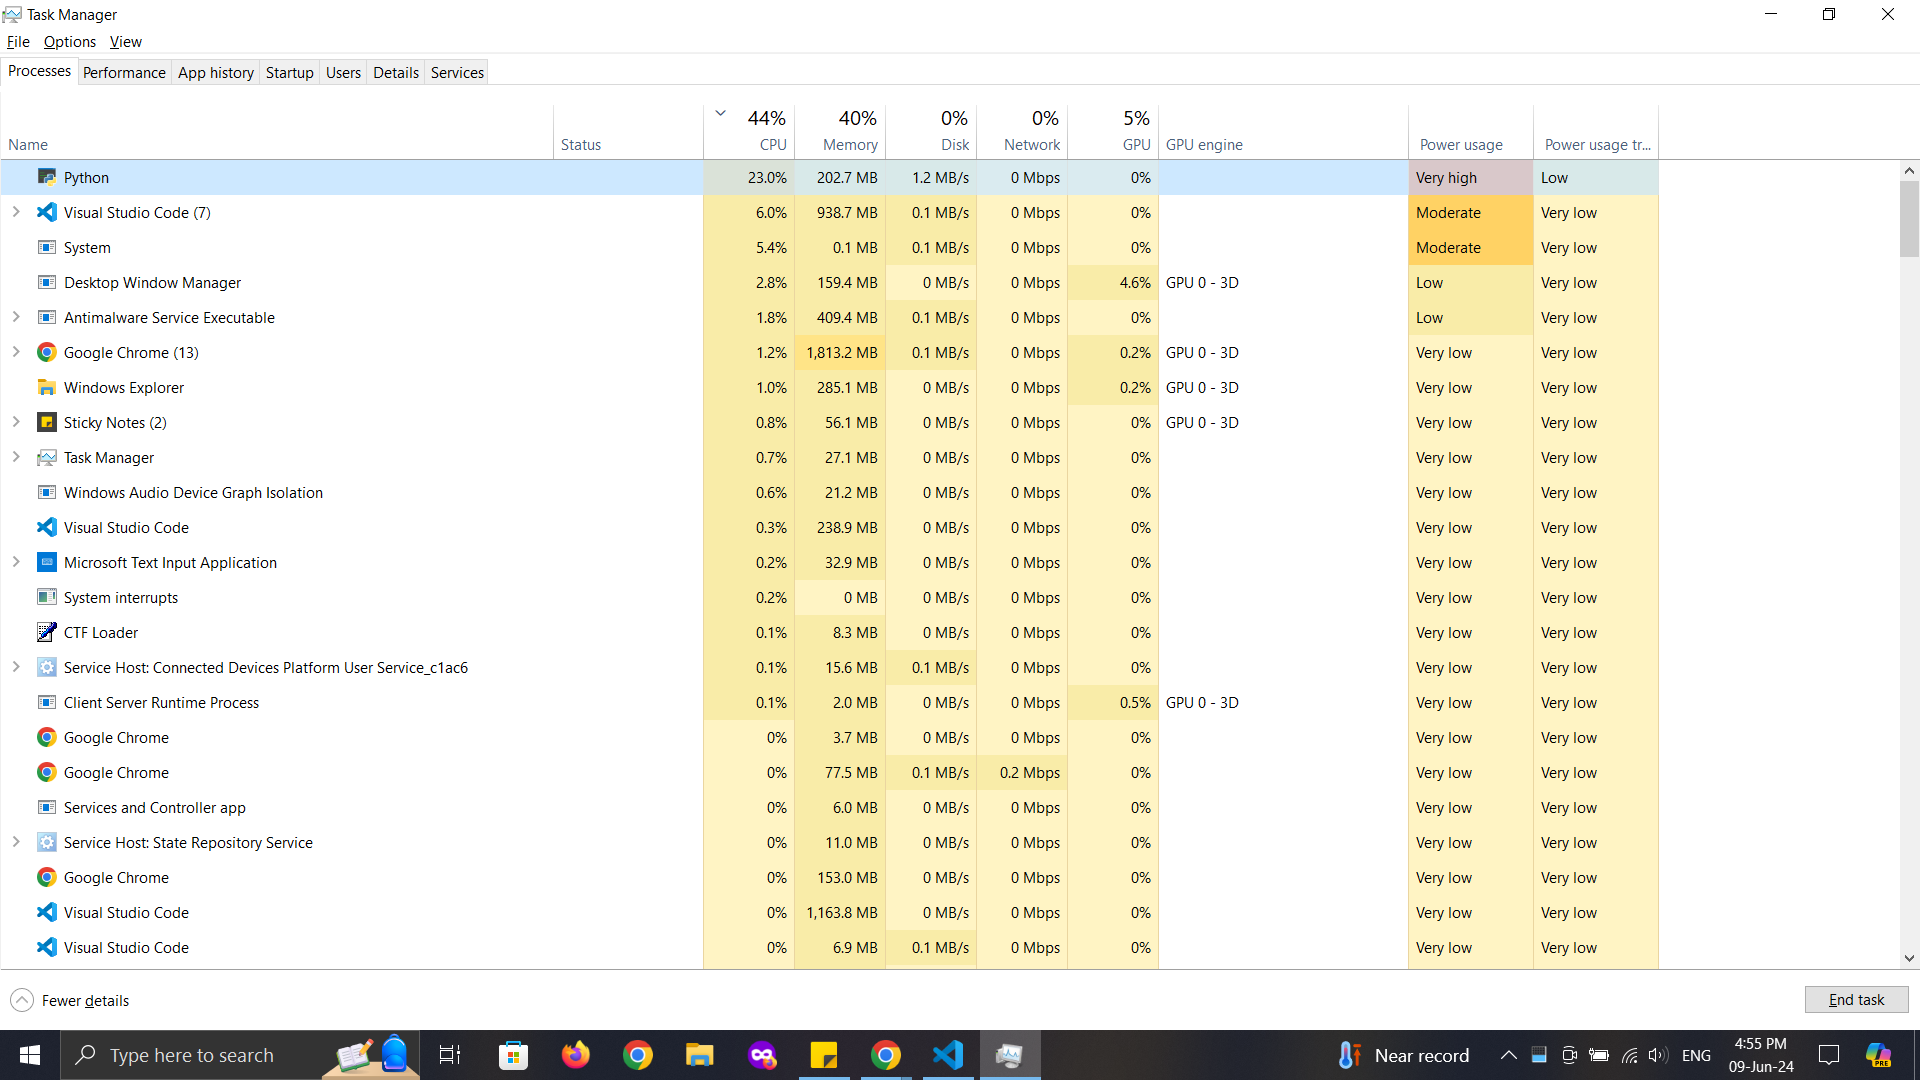 Task Manager
File Options View
Processes Performance App history Startup Users Details Services
44% 40% 0% 0% 5%
Name Status CPU Memory Disk Network GPU GPU engine Power usage Power usage tr...
Python 23.0% 202.7 MB 1.2 MB/s 0 Mbps 0% Very high Low
Visual Studio Code (7) 6.0% 938.7 MB 0.1 MB/s 0 Mbps 0% Moderate Very low
System 5.4% 0.1 MB 0.1 MB/s 0 Mbps 0% Moderate Very low
Desktop Window Manager 2.8% 159.4 MB 0 MB/s 0 Mbps 4.6% GPU 0 - 3D Low Very low
Antimalware Service Executable 1.8% 409.4 MB 0.1 MB/s 0 Mbps 0% Low Very low
Google Chrome (13) 1.2% 1,813.2 MB 0.1 MB/s 0 Mbps 0.2% GPU 0 - 3D Very low Very low
Windows Explorer 1.0% 285.1 MB 0 MB/s 0 Mbps 0.2% GPU 0 - 3D Very low Very low
Sticky Notes (2) 0.8% 56.1 MB 0 MB/s 0 Mbps 0% GPU 0 - 3D Very low Very low
Task Manager 0.7% 27.1 MB 0 MB/s 0 Mbps 0% Very low Very low
Windows Audio Device Graph Isolation 0.6% 21.2 MB 0 MB/s 0 Mbps 0% Very low Very low
Visual Studio Code 0.3% 238.9 MB 0 MB/s 0 Mbps 0% Very low Very low
Microsoft Text Input Application 0.2% 32.9 MB 0 MB/s 0 Mbps 0% Very low Very low
System interrupts 0.2% 0 MB 0 MB/s 0 Mbps 0% Very low Very low
CTF Loader 0.1% 8.3 MB 0 MB/s 0 Mbps 0% Very low Very low
Service Host: Connected Devices Platform User Service_c1ac6 0.1% 15.6 MB 0.1 MB/s 0 Mbps 0% Very low Very low
Client Server Runtime Process 0.1% 2.0 MB 0 MB/s 0 Mbps 0.5% GPU 0 - 3D Very low Very low
Google Chrome 0% 3.7 MB 0 MB/s 0 Mbps 0% Very low Very low
Google Chrome 0% 77.5 MB 0.1 MB/s 0.2 Mbps 0% Very low Very low
Services and Controller app 0% 6.0 MB 0 MB/s 0 Mbps 0% Very low Very low
Service Host: State Repository Service 0% 11.0 MB 0 MB/s 0 Mbps 0% Very low Very low
Google Chrome 0% 153.0 MB 0 MB/s 0 Mbps 0% Very low Very low
Visual Studio Code 0% 1,163.8 MB 0 MB/s 0 Mbps 0% Very low Very low
Visual Studio Code 0% 6.9 MB 0.1 MB/s 0 Mbps 0% Very low Very low
Fewer details End task
Type here to search Near record ENG 4:55 PM
09-Jun-24
PRE